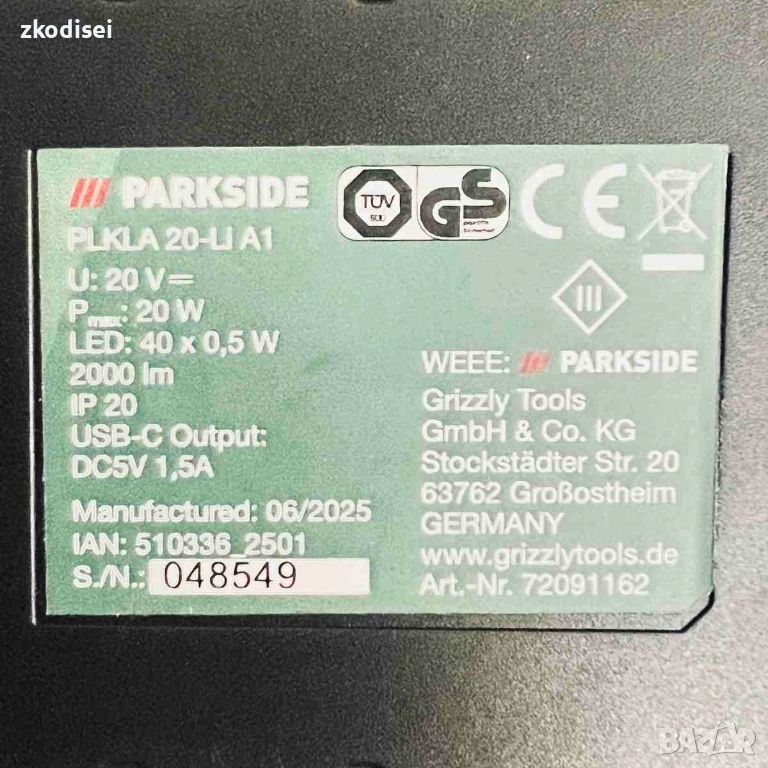 zkodisei
PARKSIDE
PLKLA 20-Li A1
U: 20 V
Pmax: 20 W
LED: 40 x 0,5 W
2000 lm
IP 20
USB-C Output:
DC5V 1,5A
Manufactured: 06/2025
IAN: 510336_2501
S./N.: 048549
TÜV
SÜD
GS
CE
WEEE: PARKSIDE
Grizzly Tools
GmbH & Co. KG
Stockstädter Str. 20
63762 Großostheim
GERMANY
www.grizzlytools.de
Art.-Nr. 72091162
BAZAR